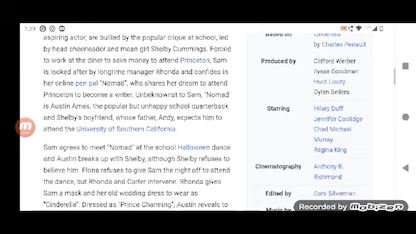 7:29
aspiring actor, are bullied by the popular clique at school, led
by head cheerleader and mean girl Shelby Cummings. Forced
to work at the diner to save money to attend Princeton, Sam
is looked after by longtime manager Rhonda and confides in
her online pen pal "Nomad", who shares her dream to attend
Princeton to become a writer. Unbeknownst to Sam, "Nomad"
is Austin Ames, the popular but unhappy school quarterback
and Shelby's boyfriend, whose father, Andy, expects him to
attend the University of Southern California.
Sam agrees to meet "Nomad" at the school Halloween dance
and Austin breaks up with Shelby, although Shelby refuses to
believe him. Fiona refuses to give Sam the night off to attend
the dance, but Rhonda and Carter intervene. Rhonda gives
Sam a mask and her old wedding dress to wear as
"Cinderella". Dressed as "Prince Charming", Austin reveals to
Based on
Cinderella
by Charles Perrault
Produced by
Clifford Werber
Ilyssa Goodman
Hunt Lowry
Dylan Sellers
Starring
Hilary Duff
Jennifer Coolidge
Chad Michael
Murray
Regina King
Cinematography
Anthony B.
Richmond
Edited by
Cara Silverman
Music by
Recorded by Mobizen